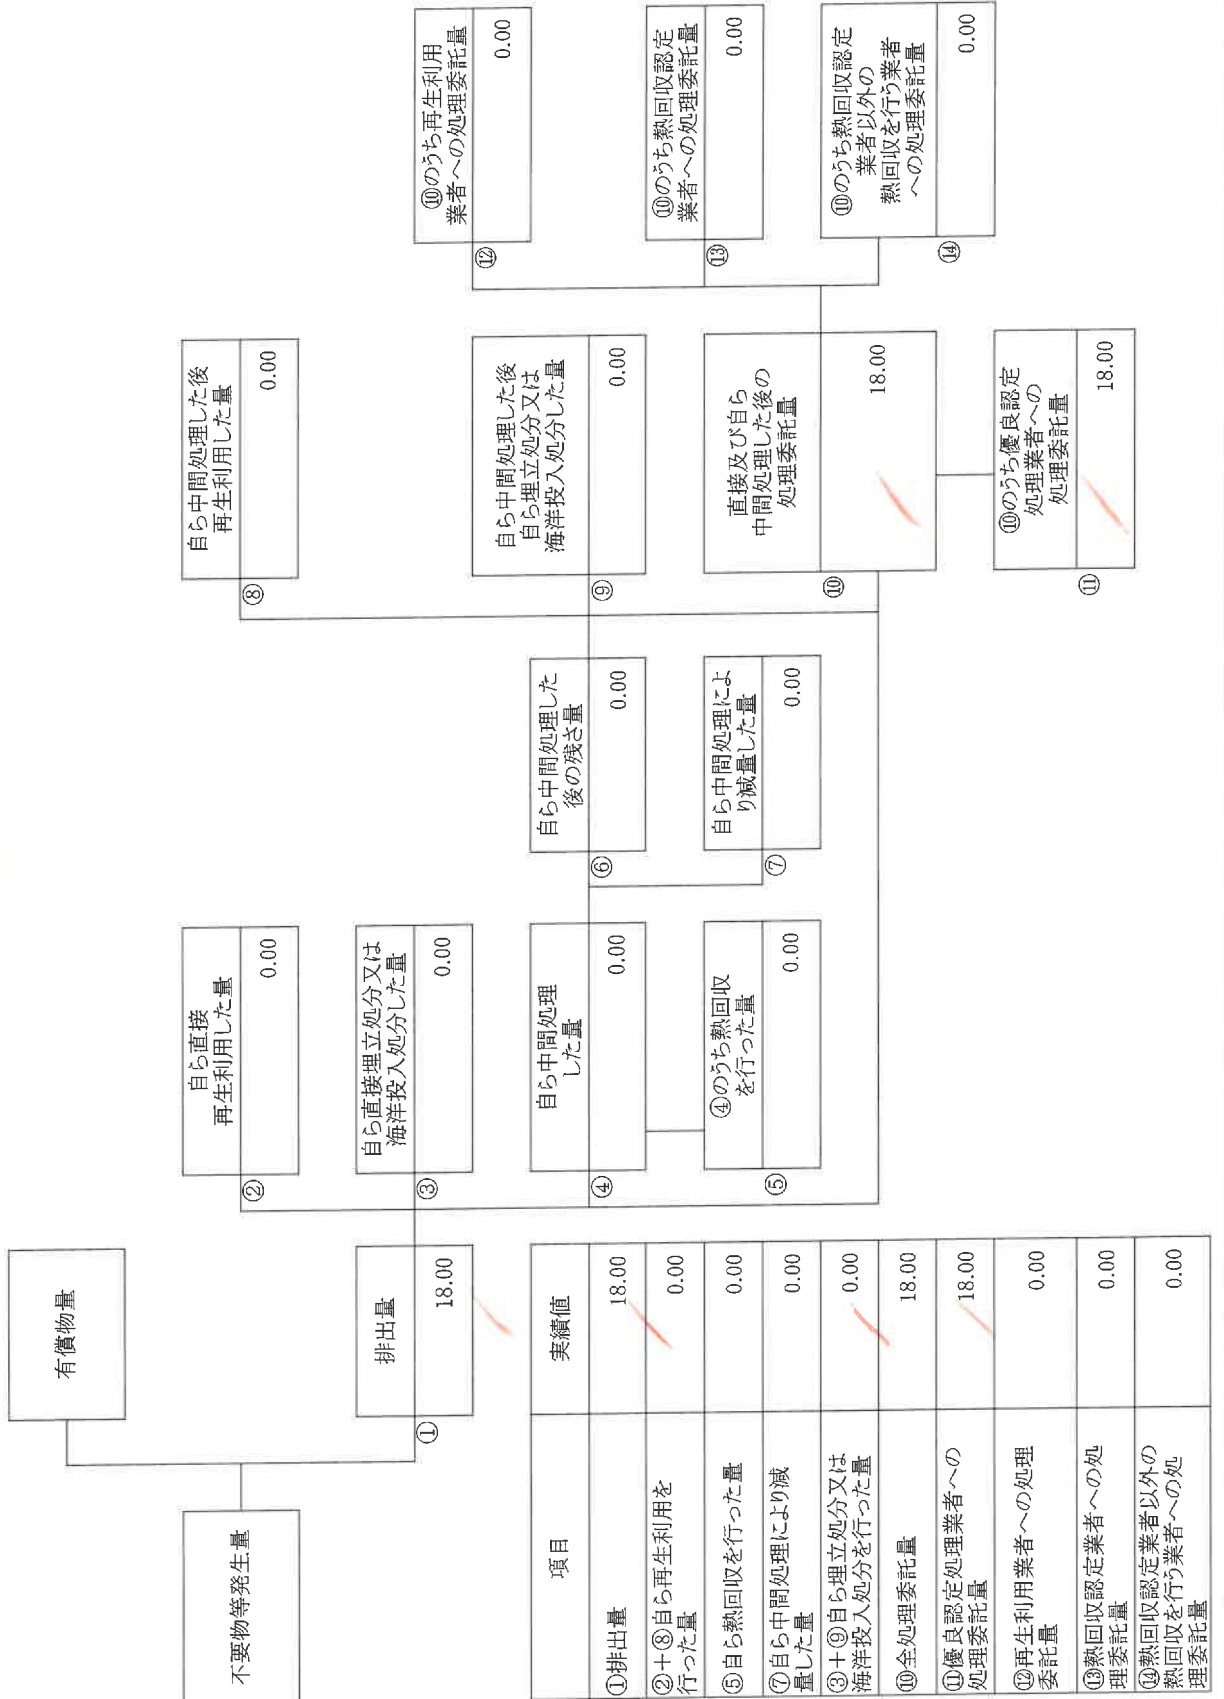 不要物等発生量
有償物量
①
排出量
18.00
②
自ら直接
再生利用した量
0.00
③
自ら直接埋立処分又は
海洋投入処分した量
0.00
④
自ら中間処理
した量
0.00
⑤
④のうち熱回収
を行った量
0.00
⑥
自ら中間処理した
後の残さ量
0.00
⑦
自ら中間処理によ
り減量した量
0.00
⑧
自ら中間処理した後
再生利用した量
0.00
⑨
自ら中間処理した後
自ら埋立処分又は
海洋投入処分した量
0.00
⑩
直接及び自ら
中間処理した後の
処理委託量
18.00
⑪
⑩のうち優良認定
処理業者への
処理委託量
18.00
⑫
⑩のうち再生利用
業者への処理委託量
0.00
⑬
⑩のうち熱回収認定
業者への処理委託量
0.00
⑭
⑩のうち熱回収認定
業者以外の
熱回収を行う業者
への処理委託量
0.00
項目 実績値
①排出量 18.00
②+⑧自ら再生利用を
行った量 0.00
⑤自ら熱回収を行った量 0.00
⑦自ら中間処理により減
量した量 0.00
③+⑨自ら埋立処分又は
海洋投入処分を行った量 0.00
⑩全処理委託量 18.00
⑪優良認定処理業者への
処理委託量 18.00
⑫再生利用業者への処理
委託量 0.00
⑬熱回収認定業者への処
理委託量 0.00
⑭熱回収認定業者以外の
熱回収を行う業者への処
理委託量 0.00